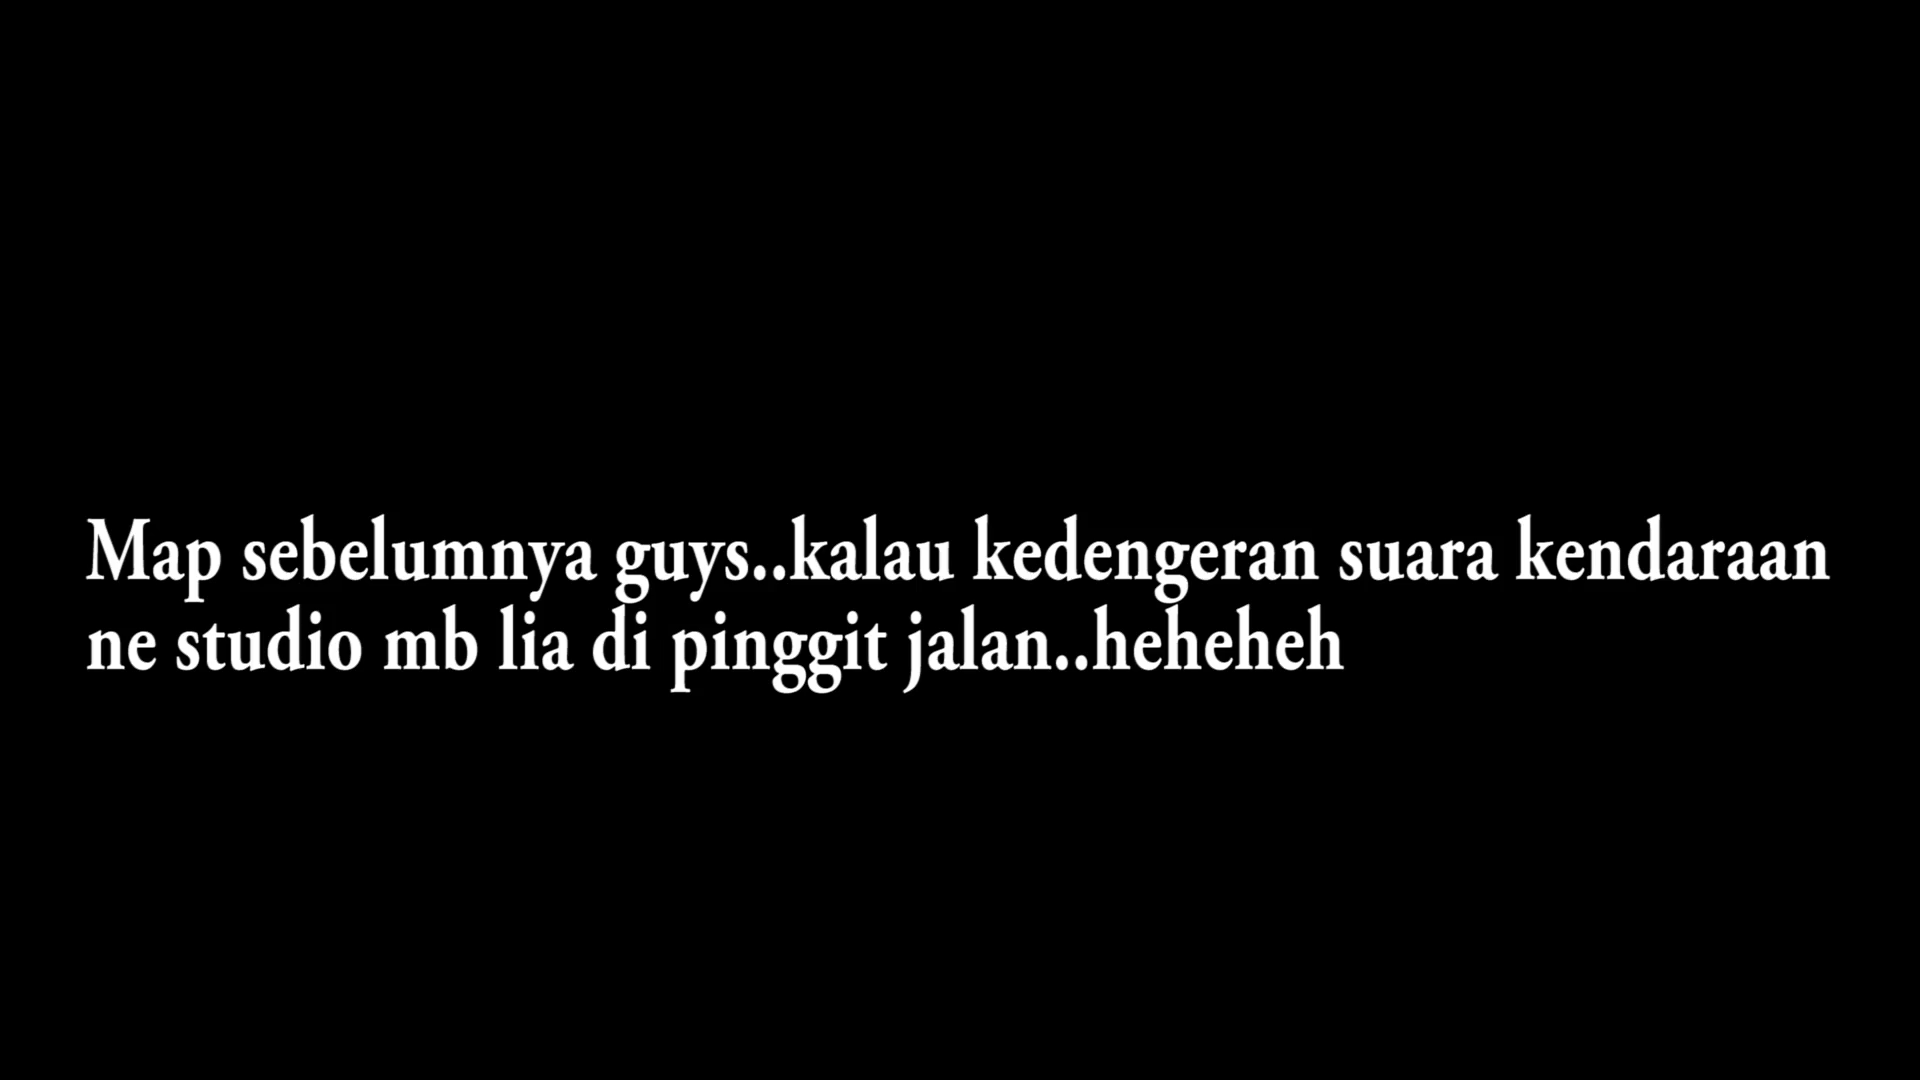 Map sebelumnya guys..kalau kedengeran suara kendaraan
ne studio mb lia di pinggit jalan..heheheh